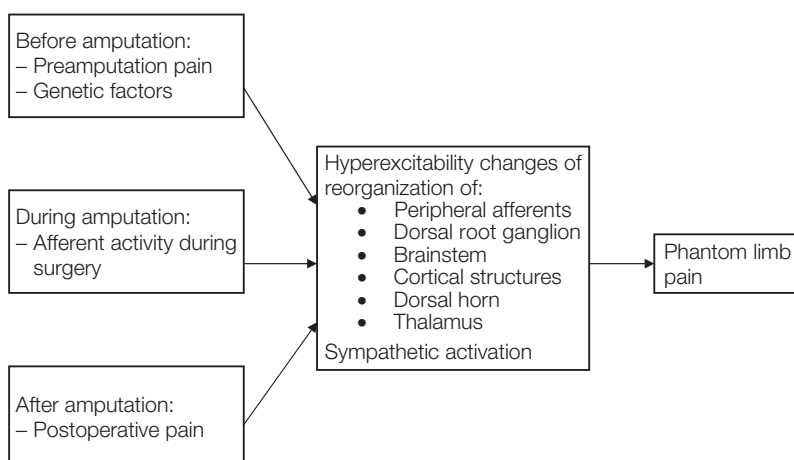 Before amputation:
– Preamputation pain
– Genetic factors
During amputation:
– Afferent activity during
surgery
After amputation:
– Postoperative pain
Hyperexcitability changes of
reorganization of:
• Peripheral afferents
• Dorsal root ganglion
• Brainstem
• Cortical structures
• Dorsal horn
• Thalamus
Sympathetic activation
Phantom limb
pain